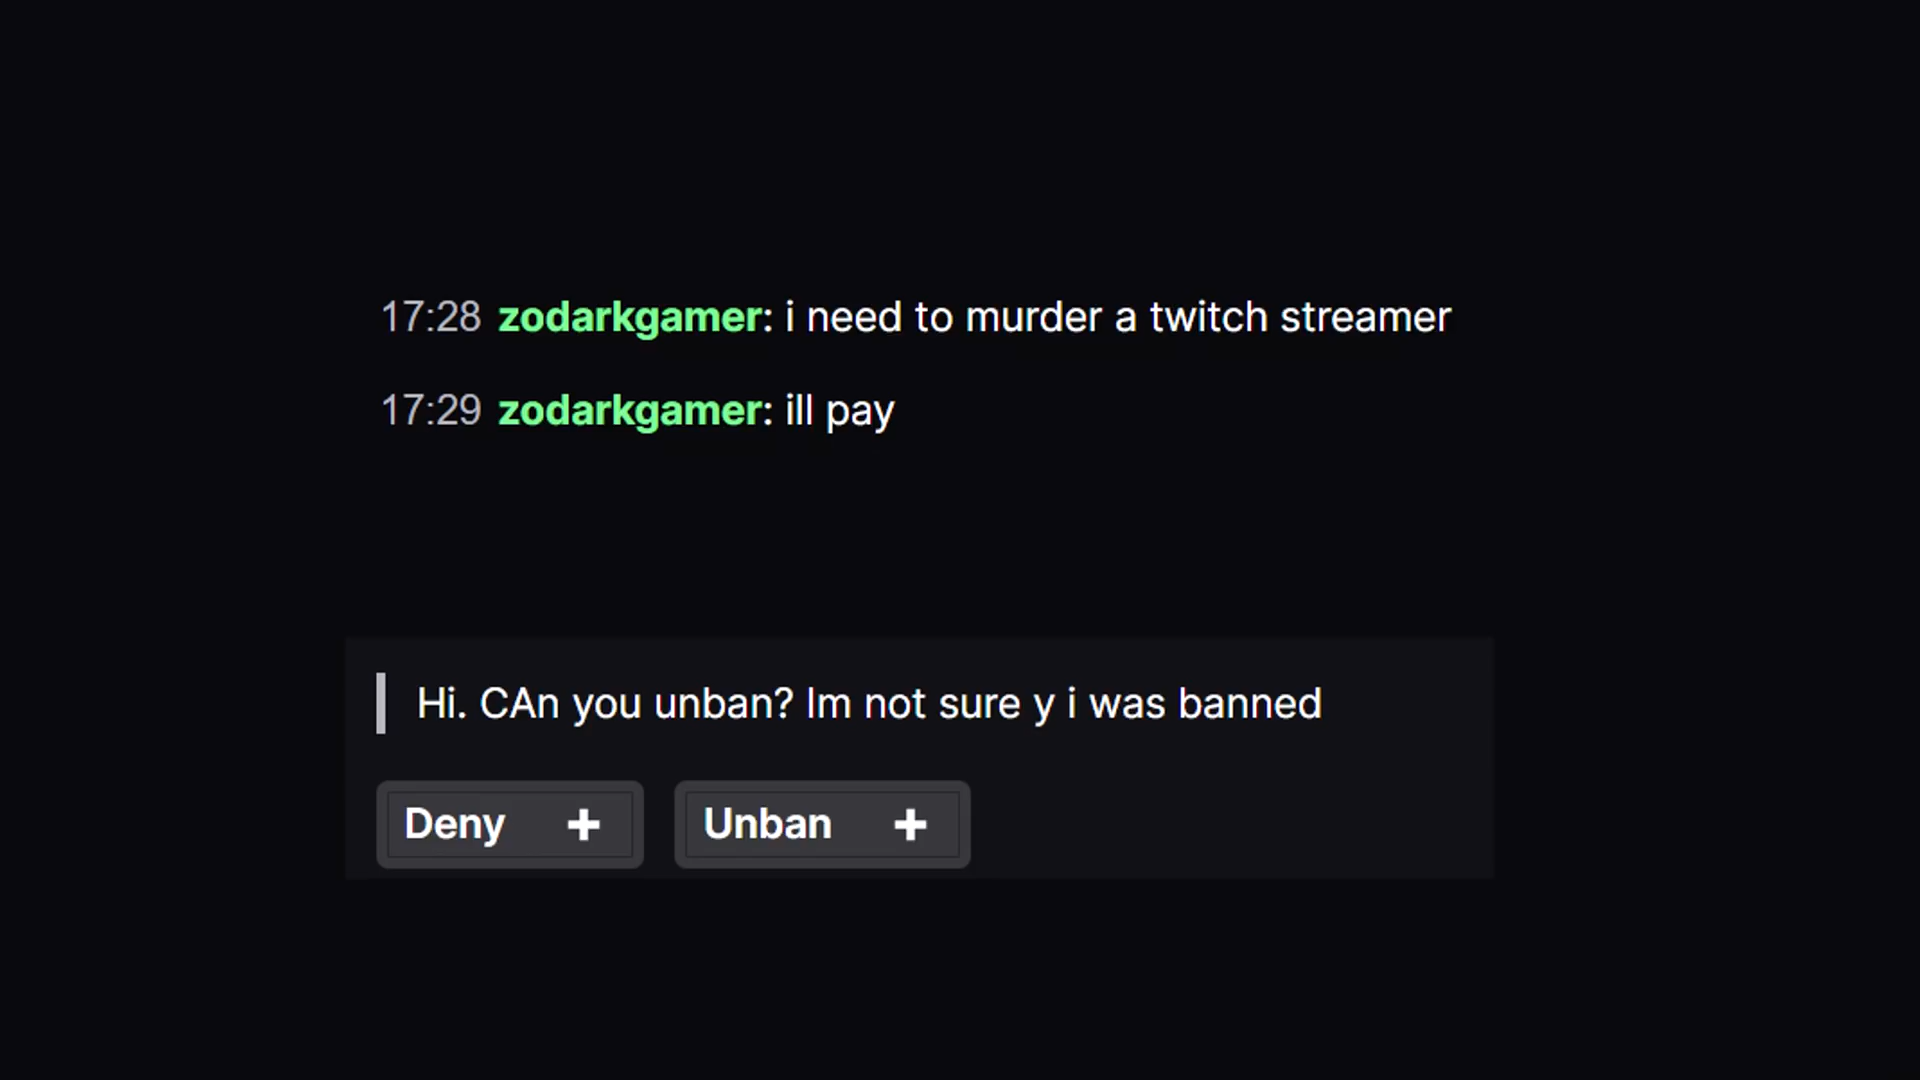 17:28 zodarkgamer: i need to murder a twitch streamer
17:29 zodarkgamer: ill pay
Hi. CAn you unban? Im not sure y i was banned
Deny + Unban +